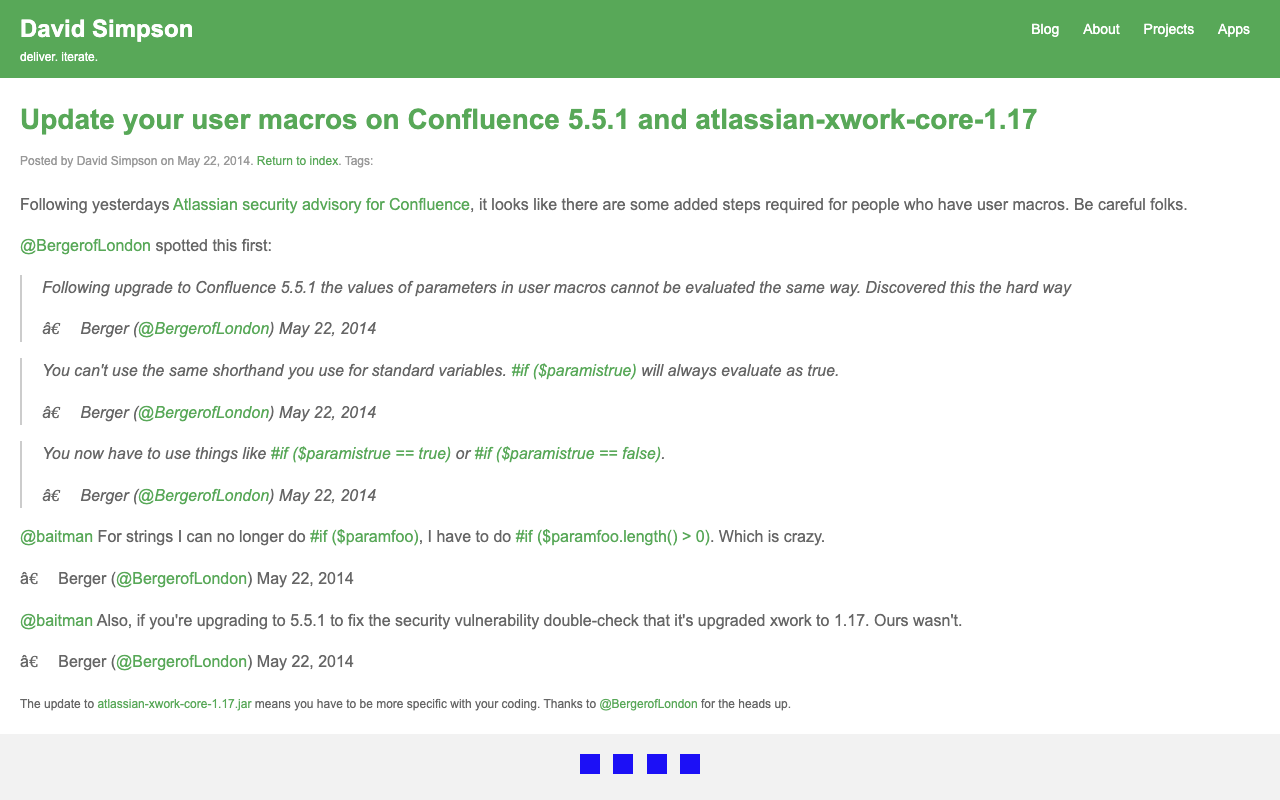 David Simpson
deliver. iterate.
Blog About Projects Apps
Update your user macros on Confluence 5.5.1 and atlassian-xwork-core-1.17
Posted by David Simpson on May 22, 2014. Return to index. Tags:
Following yesterdays Atlassian security advisory for Confluence, it looks like there are some added steps required for people who have user macros. Be careful folks.
@BergerofLondon spotted this first:
Following upgrade to Confluence 5.5.1 the values of parameters in user macros cannot be evaluated the same way. Discovered this the hard way
â€ Berger (@BergerofLondon) May 22, 2014
You can't use the same shorthand you use for standard variables. #if ($paramistrue) will always evaluate as true.
â€ Berger (@BergerofLondon) May 22, 2014
You now have to use things like #if ($paramistrue == true) or #if ($paramistrue == false).
â€ Berger (@BergerofLondon) May 22, 2014
@baitman For strings I can no longer do #if ($paramfoo), I have to do #if ($paramfoo.length() > 0). Which is crazy.
â€ Berger (@BergerofLondon) May 22, 2014
@baitman Also, if you're upgrading to 5.5.1 to fix the security vulnerability double-check that it's upgraded xwork to 1.17. Ours wasn't.
â€ Berger (@BergerofLondon) May 22, 2014
The update to atlassian-xwork-core-1.17.jar means you have to be more specific with your coding. Thanks to @BergerofLondon for the heads up.